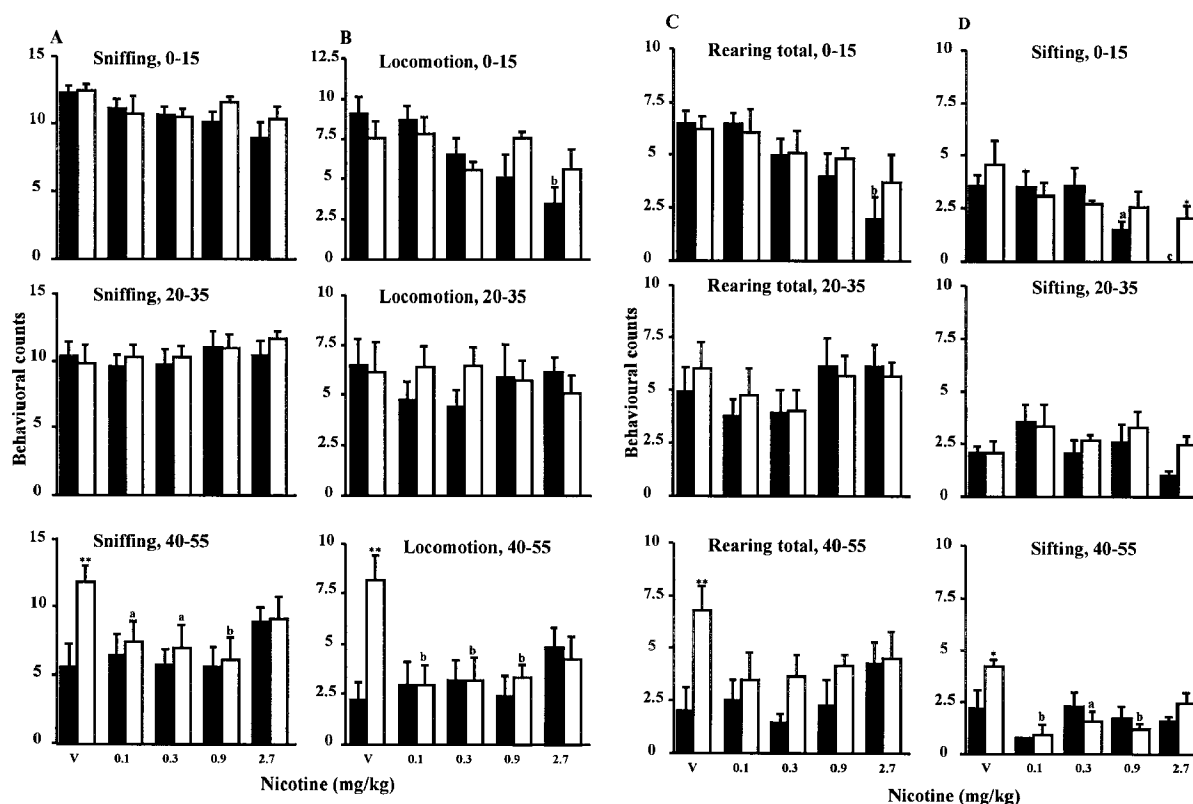 A
Sniffing, 0-15
15
10
5
0
B
Locomotion, 0-15
12.5
10
7.5
5
2.5
0
b
C
Rearing total, 0-15
10
7.5
5
2.5
0
b
D
Sifting, 0-15
10
7.5
5
2.5
0
a
c
*
Behaviuoral counts
Sniffing, 20-35
15
10
5
0
Locomotion, 20-35
10
7.5
5
2.5
0
Behavioural counts
Rearing total, 20-35
10
7.5
5
2.5
0
Sifting, 20-35
10
7.5
5
2.5
0
Sniffing, 40-55
15
10
5
0
**
a
a
b
V 0.1 0.3 0.9 2.7
Locomotion, 40-55
10
7.5
5
2.5
0
**
b
b
b
V 0.1 0.3 0.9 2.7
Nicotine (mg/kg)
Rearing total, 40-55
10
7.5
5
2.5
0
**
V 0.1 0.3 0.9 2.7
Sifting, 40-55
10
7.5
5
2.5
0
*
b
a
b
V 0.1 0.3 0.9 2.7
Nicotine (mg/kg)